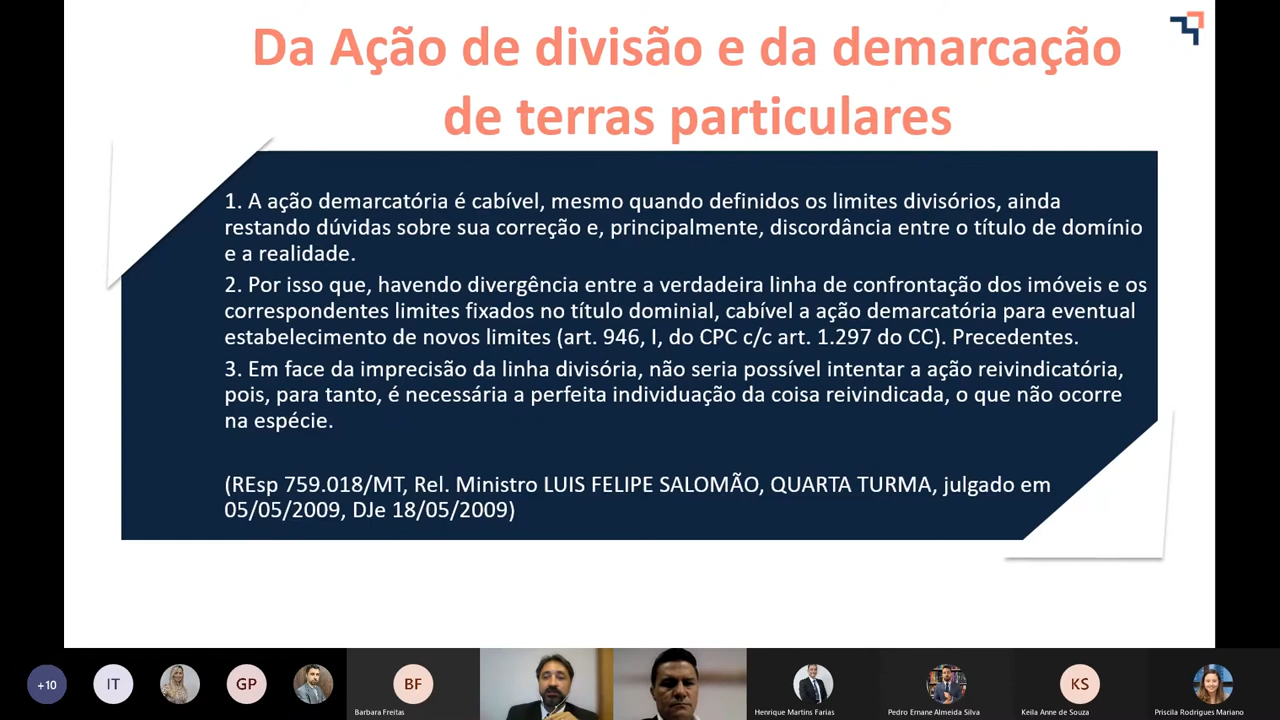 Da Ação de divisão e da demarcação
de terras particulares
1. A ação demarcatória é cabível, mesmo quando definidos os limites divisórios, ainda
restando dúvidas sobre sua correção e, principalmente, discordância entre o título de domínio
e a realidade.
2. Por isso que, havendo divergência entre a verdadeira linha de confrontação dos imóveis e os
correspondentes limites fixados no título dominial, cabível a ação demarcatória para eventual
estabelecimento de novos limites (art. 946, I, do CPC c/c art. 1.297 do CC). Precedentes.
3. Em face da imprecisão da linha divisória, não seria possível intentar a ação reivindicatória,
pois, para tanto, é necessária a perfeita individuação da coisa reivindicada, o que não ocorre
na espécie.
(REsp 759.018/MT, Rel. Ministro LUIS FELIPE SALOMÃO, QUARTA TURMA, julgado em
05/05/2009, DJe 18/05/2009)
+10
IT
GP
BF
KS
Barbara Freitas
Henrique Martins Farias
Pedro Ernane Almeida Silva
Keila Anne de Souza
Priscila Rodrigues Mariano